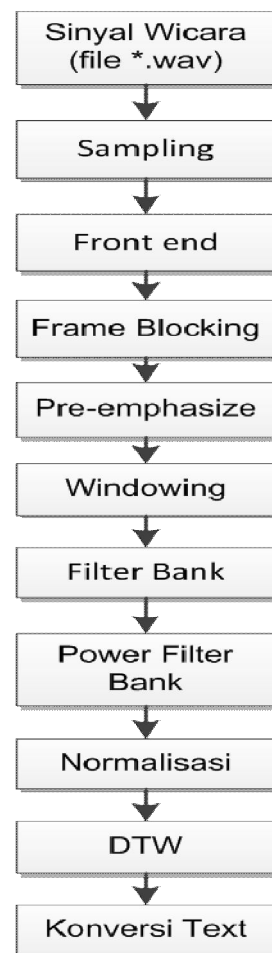 Sinyal Wicara
(file *.wav)
Sampling
Front end
Frame Blocking
Pre-emphasize
Windowing
Filter Bank
Power Filter
Bank
Normalisasi
DTW
Konversi Text